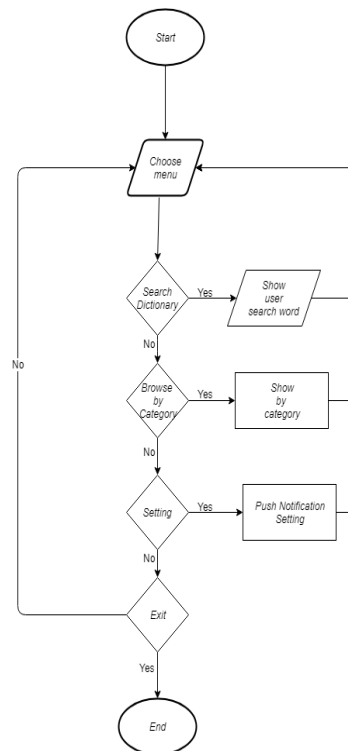 Start
Choose
menu
Search
Dictionary
Yes
Show
user
search word
No
No
Browse
by
Category
Yes
Show
by
category
No
Setting
Yes
Push Notification
Setting
No
Exit
Yes
End